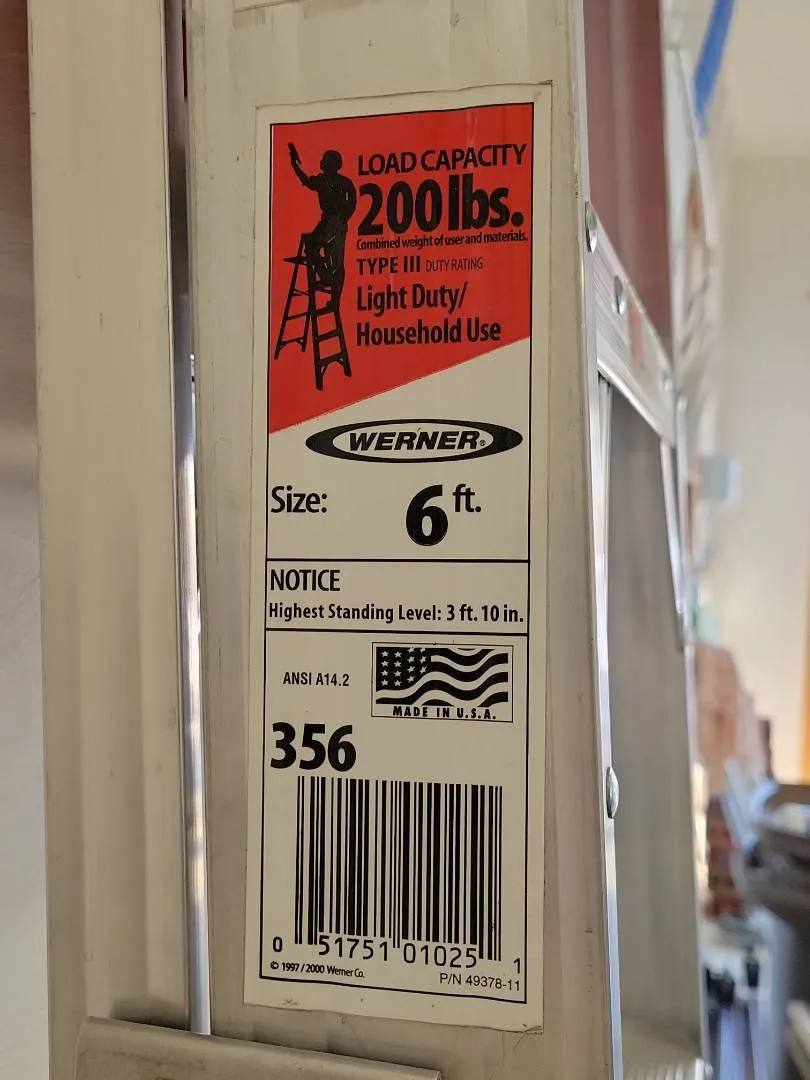 LOAD CAPACITY
200 lbs.
Combined weight of user and materials.
TYPE III DUTY RATING
Light Duty/
Household Use
WERNER®
Size: 6 ft.
NOTICE
Highest Standing Level: 3 ft. 10 in.
ANSI A14.2
MADE IN U.S.A.
356
0 51751 01025 1
© 1997 / 2000 Werner Co.
P/N 49378-11